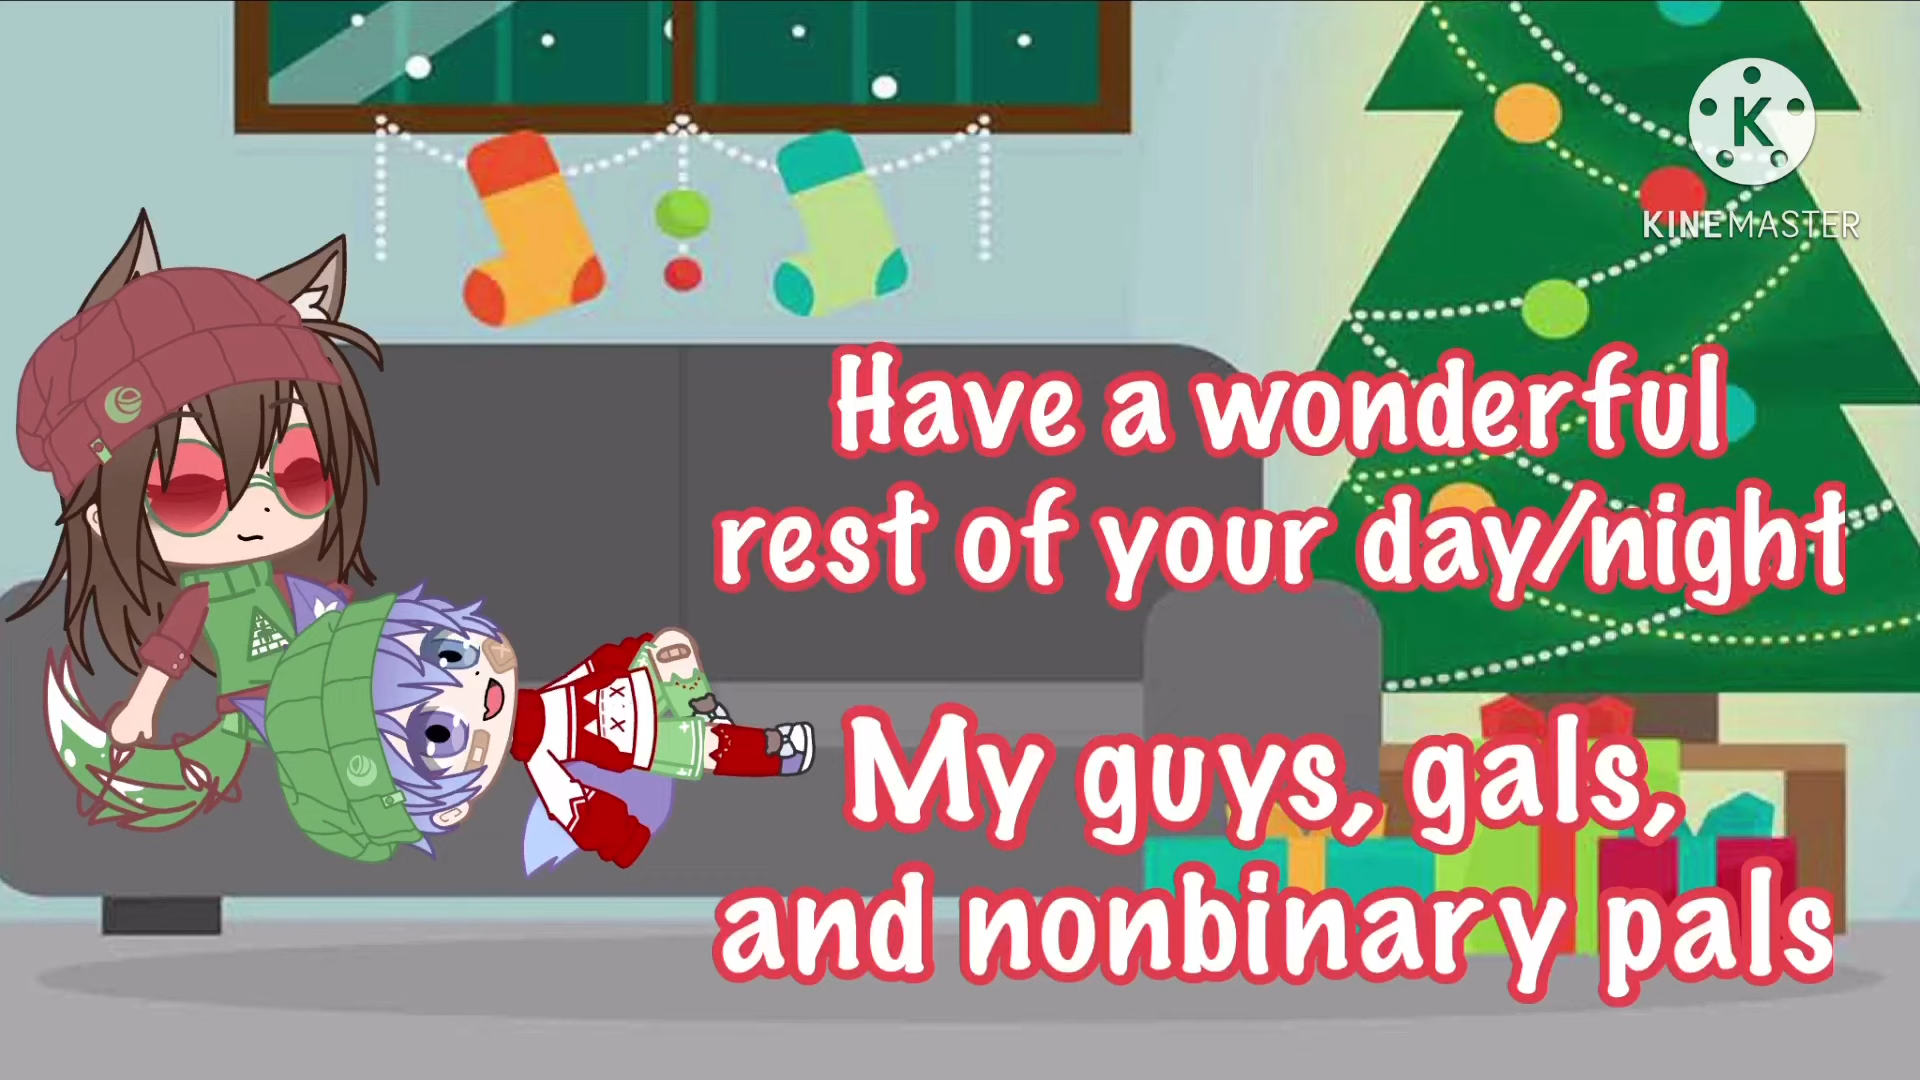 K
KINEMASTER
Have a wonderful
rest of your day/night
My guys, gals,
and nonbinary pals